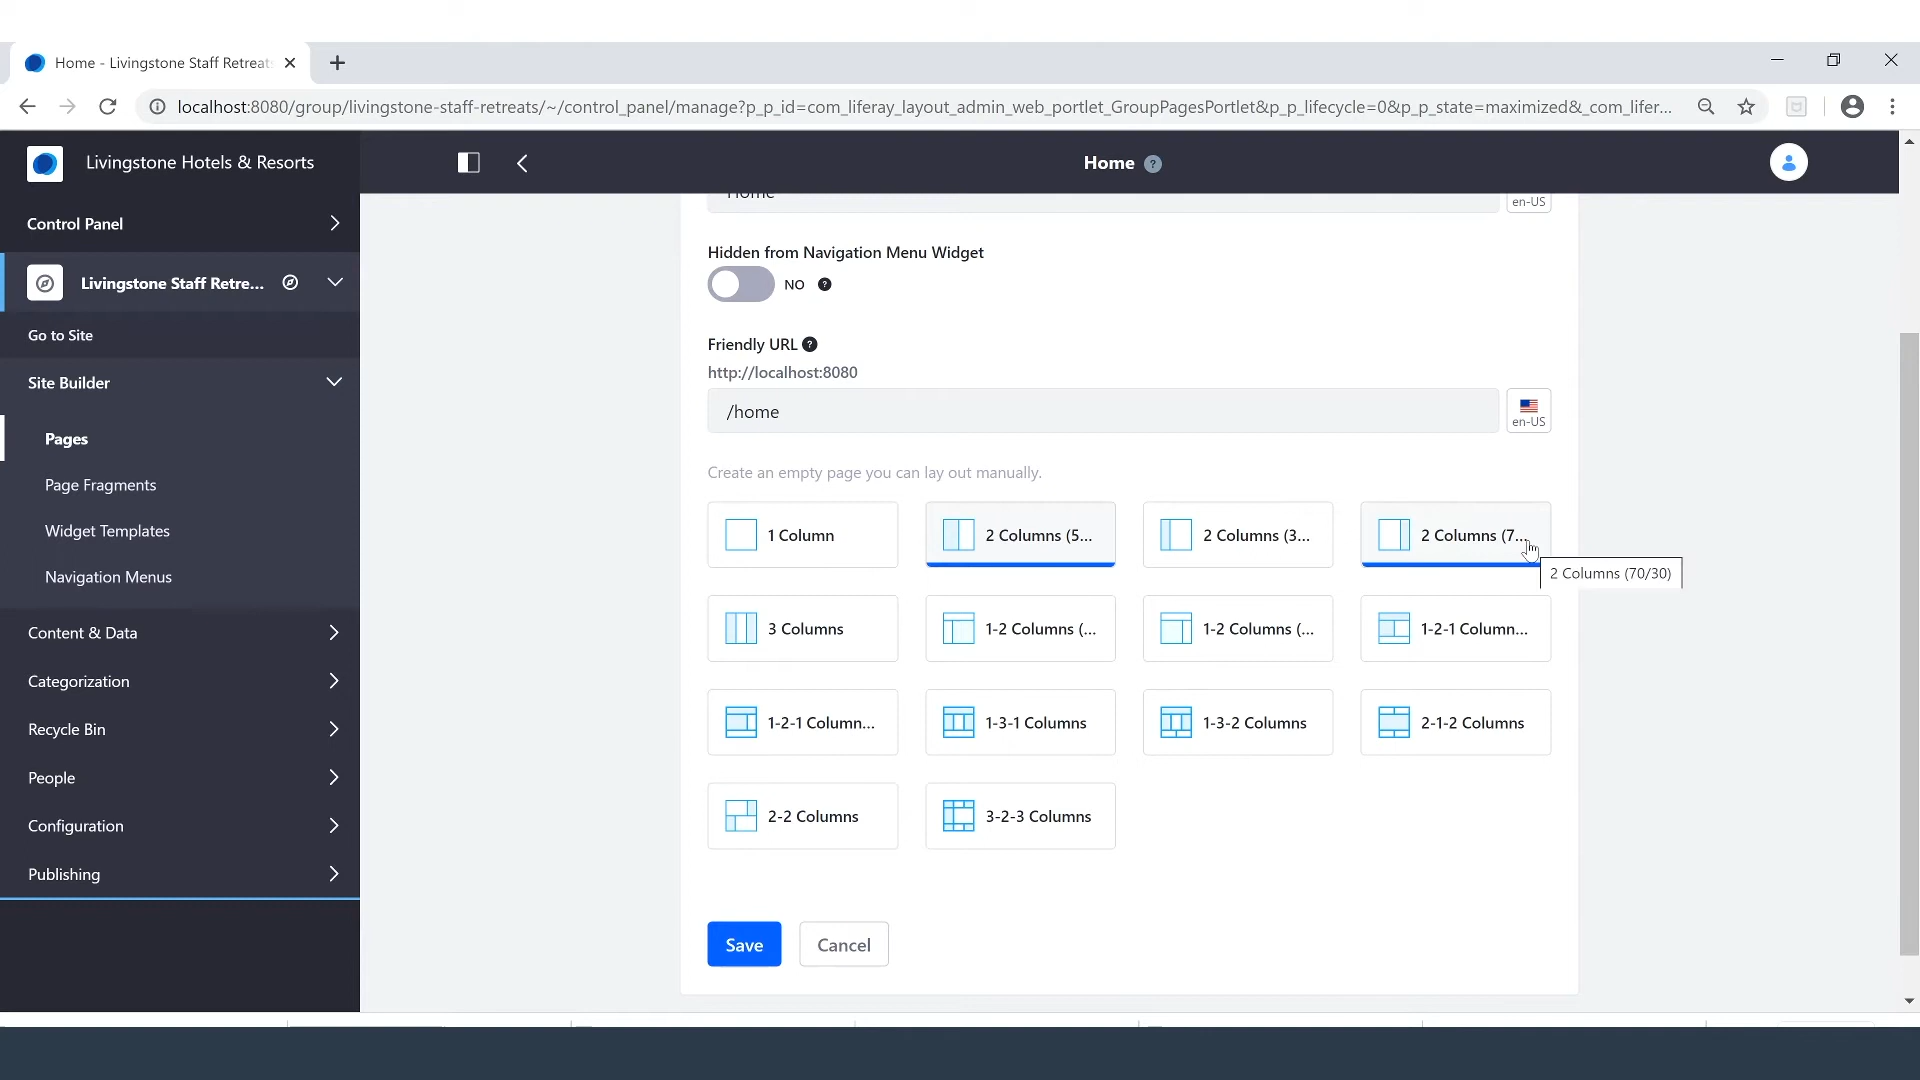 Home - Livingstone Staff Retreats
localhost:8080/group/livingstone-staff-retreats/~/control_panel/manage?p_p_id=com_liferay_layout_admin_web_portlet_GroupPagesPortlet&p_p_lifecycle=0&p_p_state=maximized&_com_lifer...
Livingstone Hotels & Resorts
Home ?
Control Panel
Livingstone Staff Retre...
Go to Site
Site Builder
Pages
Page Fragments
Widget Templates
Navigation Menus
Content & Data
Categorization
Recycle Bin
People
Configuration
Publishing
Home
en-US
Hidden from Navigation Menu Widget
NO ?
Friendly URL ?
http://localhost:8080
/home
en-US
Create an empty page you can lay out manually.
1 Column
2 Columns (5...
2 Columns (3...
2 Columns (7...
2 Columns (70/30)
3 Columns
1-2 Columns (...
1-2 Columns (...
1-2-1 Column...
1-2-1 Column...
1-3-1 Columns
1-3-2 Columns
2-1-2 Columns
2-2 Columns
3-2-3 Columns
Save
Cancel